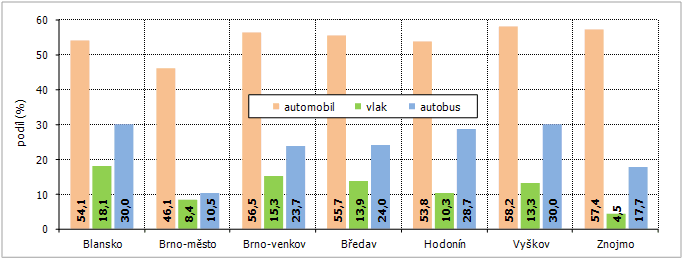 60
50
40
30
20
10
0
podíl (%)
automobil vlak autobus
54,1 18,1 30,0 46,1 8,4 10,5 56,5 15,3 23,7 55,7 13,9 24,0 53,8 10,3 28,7 58,2 13,3 30,0 57,4 4,5 17,7
Blansko Brno-město Brno-venkov Břeclav Hodonín Vyškov Znojmo